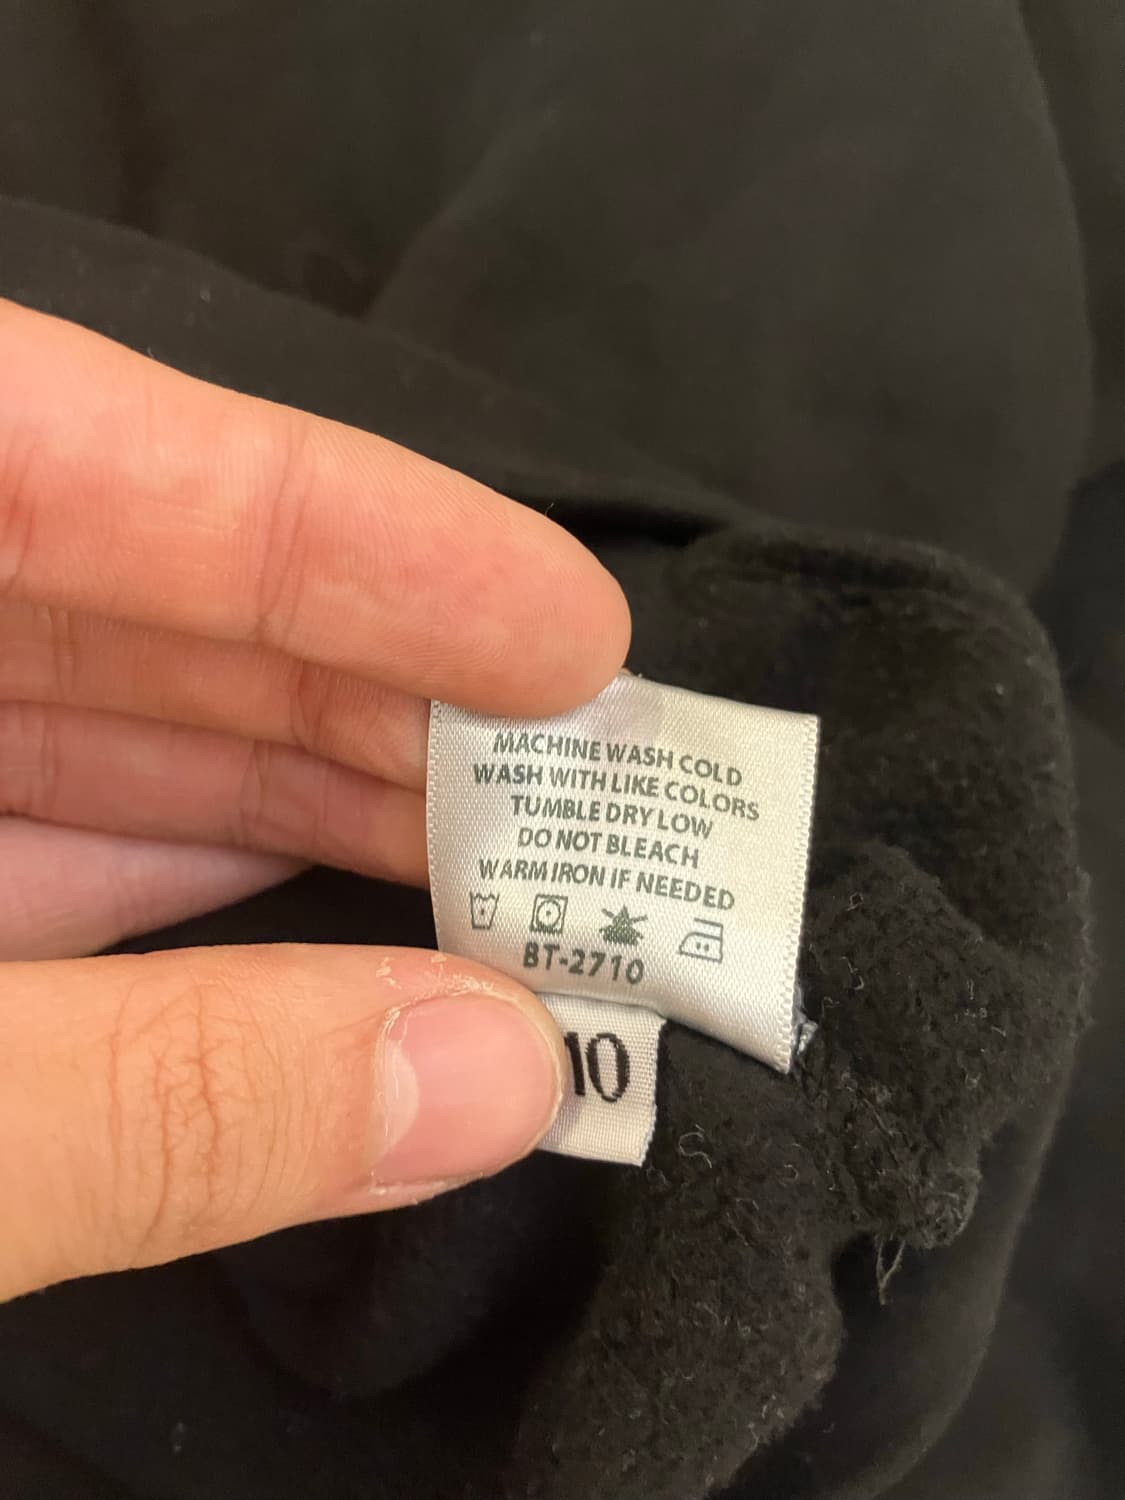 MACHINE WASH COLD
WASH WITH LIKE COLORS
TUMBLE DRY LOW
DO NOT BLEACH
WARM IRON IF NEEDED
BT-2710
10